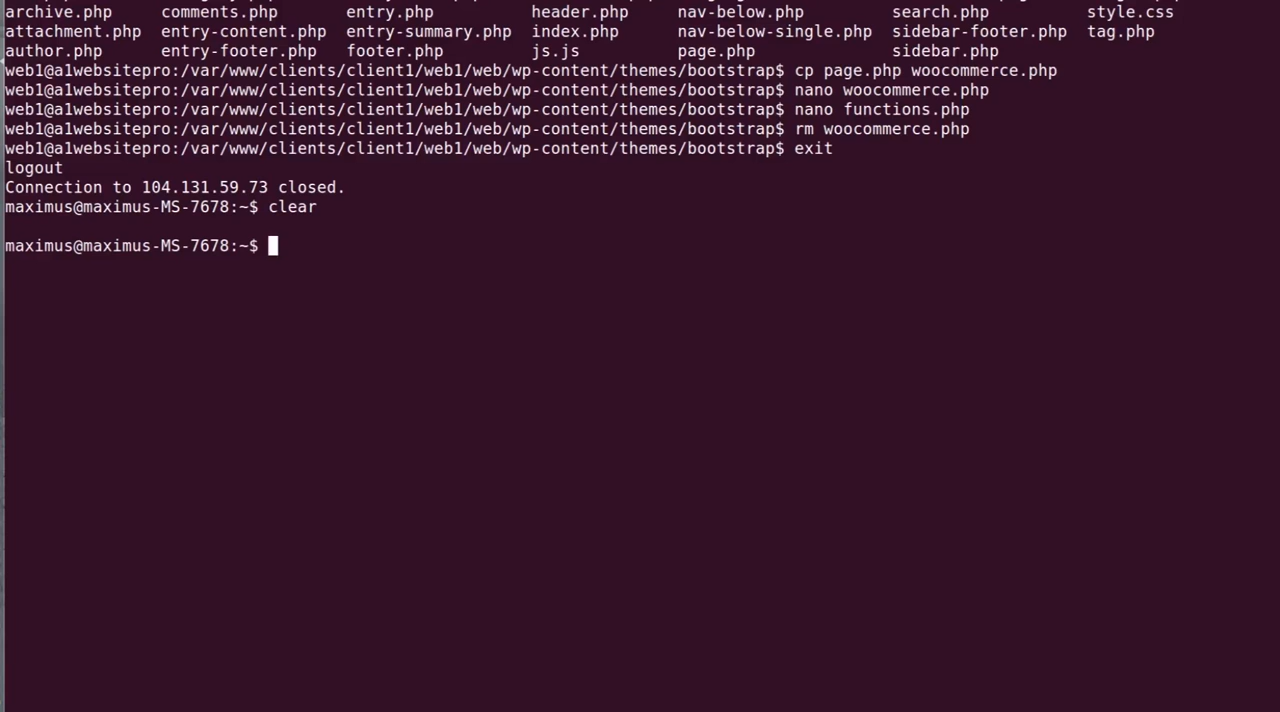 archive.php comments.php entry.php header.php nav-below.php search.php style.css
attachment.php entry-content.php entry-summary.php index.php nav-below-single.php sidebar-footer.php tag.php
author.php entry-footer.php footer.php js.js page.php sidebar.php
web1@a1websitepro:/var/www/clients/client1/web1/web/wp-content/themes/bootstrap$ cp page.php woocommerce.php
web1@a1websitepro:/var/www/clients/client1/web1/web/wp-content/themes/bootstrap$ nano woocommerce.php
web1@a1websitepro:/var/www/clients/client1/web1/web/wp-content/themes/bootstrap$ nano functions.php
web1@a1websitepro:/var/www/clients/client1/web1/web/wp-content/themes/bootstrap$ rm woocommerce.php
web1@a1websitepro:/var/www/clients/client1/web1/web/wp-content/themes/bootstrap$ exit
logout
Connection to 104.131.59.73 closed.
maximus@maximus-MS-7678:~$ clear
maximus@maximus-MS-7678:~$